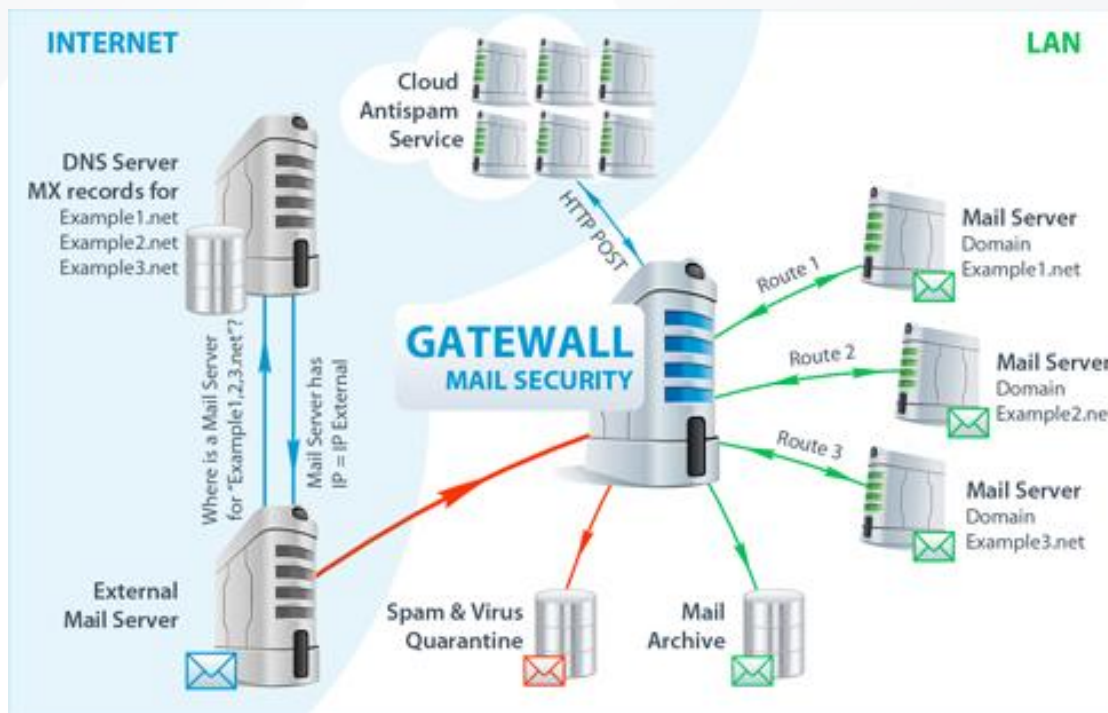 INTERNET
LAN
Cloud
Antispam
Service
DNS Server
MX records for
Example1.net
Example2.net
Example3.net
HTTP POST
Where is a Mail Server
for "Example1,2,3.net"?
Mail Server has
IP = IP External
GATEWALL
MAIL SECURITY
Route 1
Route 2
Route 3
Mail Server
Domain
Example1.net
Mail Server
Domain
Example2.ne
Mail Server
Domain
Example3.net
External
Mail Server
Spam & Virus
Quarantine
Mail
Archive